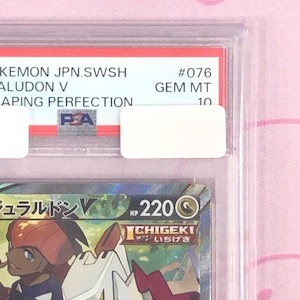 KEMON JPN.SWSH #076
ALUDON V GEM MT
APING PERFECTION 10
PSA
ジュラルドンV HP 220
ICHIGEKI
いちげき